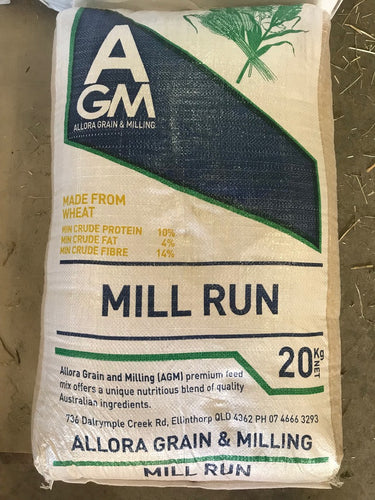 A
GM
ALLORA GRAIN & MILLING
MADE FROM
WHEAT
MIN CRUDE PROTEIN 10%
MIN CRUDE FAT 4%
MIN CRUDE FIBRE 14%
MILL RUN
20Kg NET
Allora Grain and Milling (AGM) premium feed
mix offers a unique nutritious blend of quality
Australian ingredients.
736 Dalrymple Creek Rd, Ellinthorp QLD 4362 PH 07 4666 3293
ALLORA GRAIN & MILLING
MILL RUN